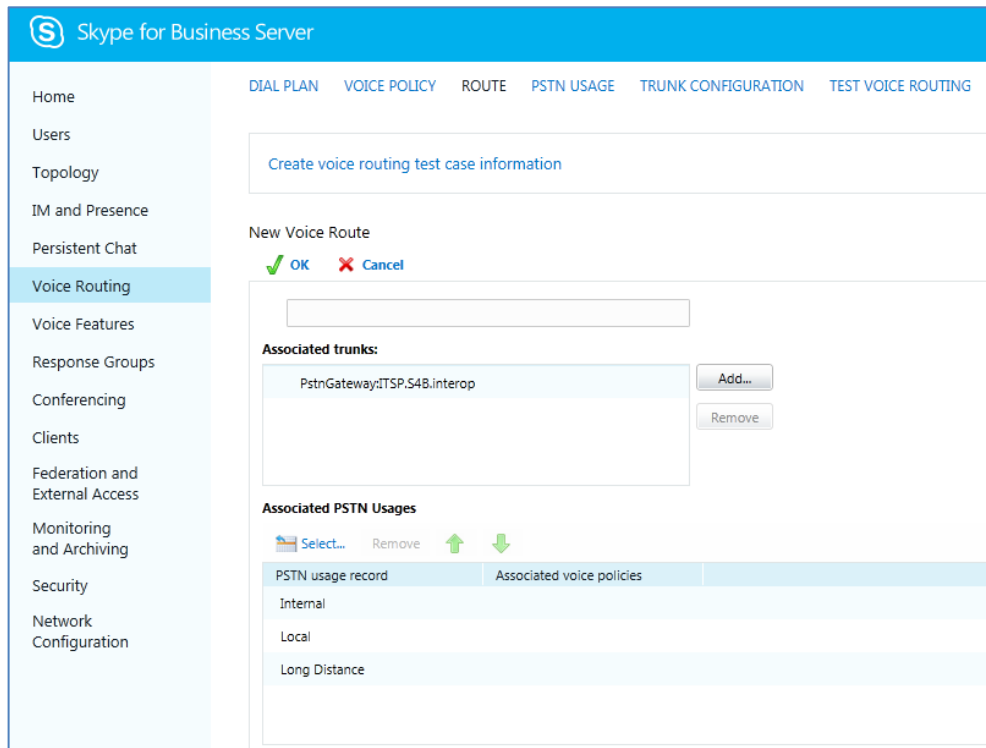 Skype for Business Server
Home
Users
Topology
IM and Presence
Persistent Chat
Voice Routing
Voice Features
Response Groups
Conferencing
Clients
Federation and
External Access
Monitoring
and Archiving
Security
Network
Configuration
DIAL PLAN VOICE POLICY ROUTE PSTN USAGE TRUNK CONFIGURATION TEST VOICE ROUTING
Create voice routing test case information
New Voice Route
OK Cancel
Associated trunks:
PstnGateway:ITSP.S4B.interop
Add...
Remove
Associated PSTN Usages
Select... Remove
PSTN usage record Associated voice policies
Internal
Local
Long Distance